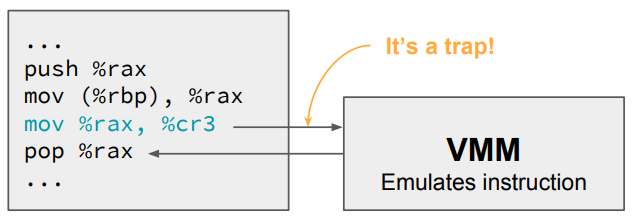 ...
push %rax
mov (%rbp), %rax
mov %rax, %cr3
pop %rax
...
It's a trap!
VMM
Emulates instruction